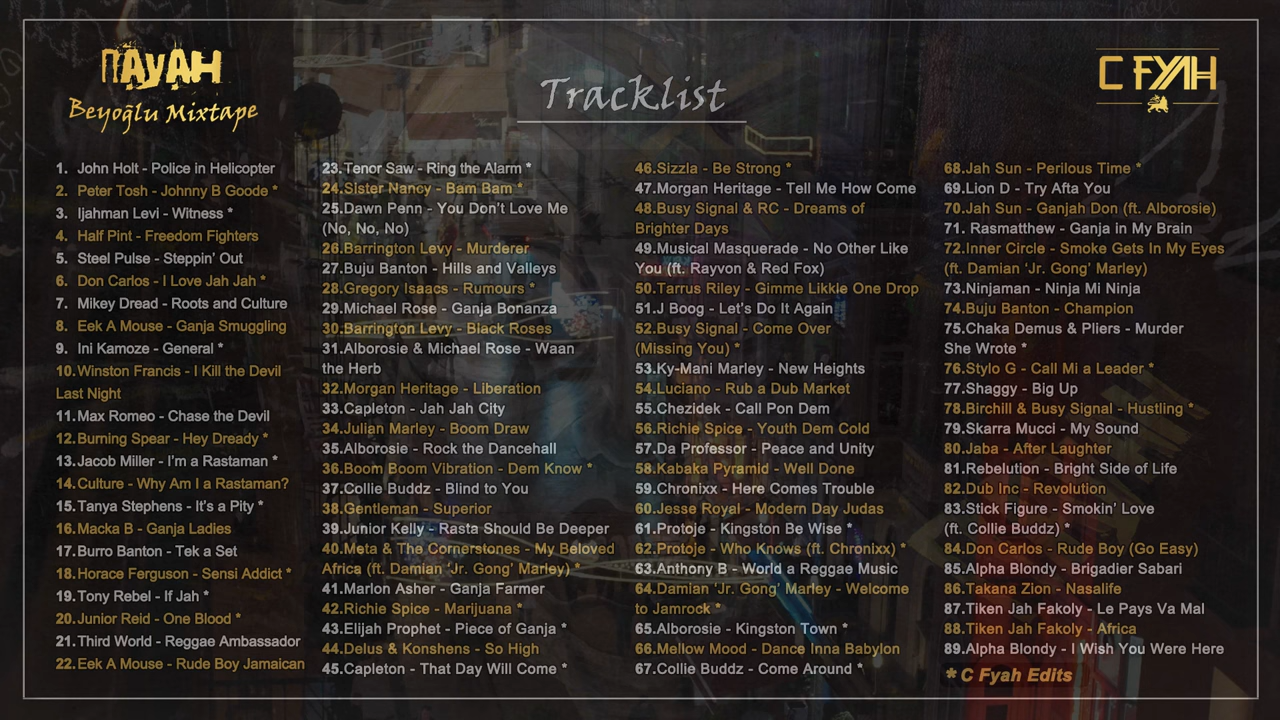 ПAyAH
Beyoğlu Mixtape
Tracklist
C FYAH
1. John Holt - Police in Helicopter
2. Peter Tosh - Johnny B Goode *
3. Ijahman Levi - Witness *
4. Half Pint - Freedom Fighters
5. Steel Pulse - Steppin' Out
6. Don Carlos - I Love Jah Jah *
7. Mikey Dread - Roots and Culture
8. Eek A Mouse - Ganja Smuggling
9. Ini Kamoze - General *
10. Winston Francis - I Kill the Devil
Last Night
11. Max Romeo - Chase the Devil
12. Burning Spear - Hey Dready *
13. Jacob Miller - I'm a Rastaman *
14. Culture - Why Am I a Rastaman?
15. Tanya Stephens - It's a Pity *
16. Macka B - Ganja Ladies
17. Burro Banton - Tek a Set
18. Horace Ferguson - Sensi Addict *
19. Tony Rebel - If Jah *
20. Junior Reid - One Blood *
21. Third World - Reggae Ambassador
22. Eek A Mouse - Rude Boy Jamaican
23. Tenor Saw - Ring the Alarm *
24. Sister Nancy - Bam Bam *
25. Dawn Penn - You Don't Love Me
(No, No, No)
26. Barrington Levy - Murderer
27. Buju Banton - Hills and Valleys
28. Gregory Isaacs - Rumours *
29. Michael Rose - Ganja Bonanza
30. Barrington Levy - Black Roses
31. Alborosie & Michael Rose - Waan
the Herb
32. Morgan Heritage - Liberation
33. Capleton - Jah Jah City
34. Julian Marley - Boom Draw
35. Alborosie - Rock the Dancehall
36. Boom Boom Vibration - Dem Know *
37. Collie Buddz - Blind to You
38. Gentleman - Superior
39. Junior Kelly - Rasta Should Be Deeper
40. Meta & The Cornerstones - My Beloved
Africa (ft. Damian 'Jr. Gong' Marley) *
41. Marlon Asher - Ganja Farmer
42. Richie Spice - Marijuana *
43. Elijah Prophet - Piece of Ganja *
44. Delus & Konshens - So High
45. Capleton - That Day Will Come *
46. Sizzla - Be Strong *
47. Morgan Heritage - Tell Me How Come
48. Busy Signal & RC - Dreams of
Brighter Days
49. Musical Masquerade - No Other Like
You (ft. Rayvon & Red Fox)
50. Tarrus Riley - Gimme Likkle One Drop
51. J Boog - Let's Do It Again
52. Busy Signal - Come Over
(Missing You) *
53. Ky-Mani Marley - New Heights
54. Luciano - Rub a Dub Market
55. Chezidek - Call Pon Dem
56. Richie Spice - Youth Dem Cold
57. Da Professor - Peace and Unity
58. Kabaka Pyramid - Well Done
59. Chronixx - Here Comes Trouble
60. Jesse Royal - Modern Day Judas
61. Protoje - Kingston Be Wise *
62. Protoje - Who Knows (ft. Chronixx) *
63. Anthony B - World a Reggae Music
64. Damian 'Jr. Gong' Marley - Welcome
to Jamrock *
65. Alborosie - Kingston Town *
66. Mellow Mood - Dance Inna Babylon
67. Collie Buddz - Come Around *
68. Jah Sun - Perilous Time *
69. Lion D - Try Afta You
70. Jah Sun - Ganjah Don (ft. Alborosie)
71. Rasmatthew - Ganja in My Brain
72. Inner Circle - Smoke Gets In My Eyes
(ft. Damian 'Jr. Gong' Marley)
73. Ninjaman - Ninja Mi Ninja
74. Buju Banton - Champion
75. Chaka Demus & Pliers - Murder
She Wrote *
76. Stylo G - Call Mi a Leader *
77. Shaggy - Big Up
78. Birchill & Busy Signal - Hustling *
79. Skarra Mucci - My Sound
80. Jaba - After Laughter
81. Rebelution - Bright Side of Life
82. Dub Inc - Revolution
83. Stick Figure - Smokin' Love
(ft. Collie Buddz) *
84. Don Carlos - Rude Boy (Go Easy)
85. Alpha Blondy - Brigadier Sabari
86. Takana Zion - Nasalife
87. Tiken Jah Fakoly - Le Pays Va Mal
88. Tiken Jah Fakoly - Africa
89. Alpha Blondy - I Wish You Were Here
* C Fyah Edits